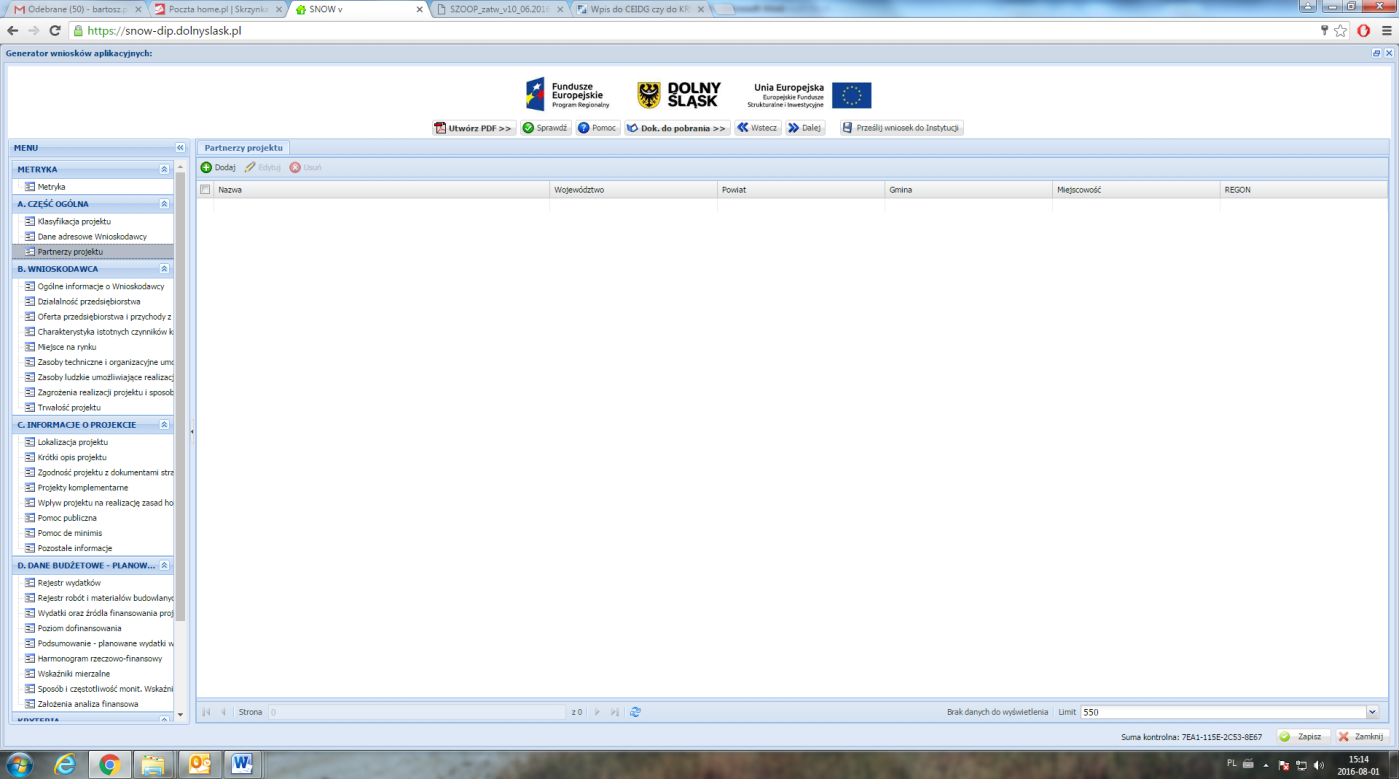 Odebrane (50) - bartosz.p
Poczta home.pl | Skrzynka
SNOW v
SZOOP_zatw_v10_06.2016
Wpis do CEIDG czy do KR
https://snow-dip.dolnyslask.pl
Generator wniosków aplikacyjnych:
Fundusze
Europejskie
Program Regionalny
DOLNY
ŚLĄSK
Unia Europejska
Europejskie Fundusze
Strukturalne i Inwestycyjne
Utwórz PDF >> Sprawdź Pomoc Dok. do pobrania >> Wstecz Dalej Prześlij wniosek do Instytucji
MENU
METRYKA
Metryka
A. CZĘŚĆ OGÓLNA
Klasyfikacja projektu
Dane adresowe Wnioskodawcy
Partnerzy projektu
B. WNIOSKODAWCA
Ogólne informacje o Wnioskodawcy
Działalność przedsiębiorstwa
Oferta przedsiębiorstwa i przychody z
Charakterystyka istotnych czynników k
Miejsce na rynku
Zasoby techniczne i organizacyjne umo
Zasoby ludzkie umożliwiające realizacj
Zagrożenia realizacji projektu i sposob
Trwałość projektu
C. INFORMACJE O PROJEKCIE
Lokalizacja projektu
Krótki opis projektu
Zgodność projektu z dokumentami stra
Projekty komplementarne
Wpływ projektu na realizację zasad ho
Pomoc publiczna
Pomoc de minimis
Pozostałe informacje
D. DANE BUDŻETOWE - PLANOW...
Rejestr wydatków
Rejestr robót i materiałów budowlanyc
Wydatki oraz źródła finansowania proj
Poziom dofinansowania
Podsumowanie - planowane wydatki w
Harmonogram rzeczowo-finansowy
Wskaźniki mierzalne
Sposób i częstotliwość monit. Wskaźni
Założenia analiza finansowa
KRYTERIA
Partnerzy projektu
Dodaj Edytuj Usuń
Nazwa Województwo Powiat Gmina Miejscowość REGON
Strona 0 z 0 Brak danych do wyświetlenia Limit 550
Suma kontrolna: 7EA1-115E-2C53-8E67 Zapisz Zamknij
PL 15:14
2016-08-01